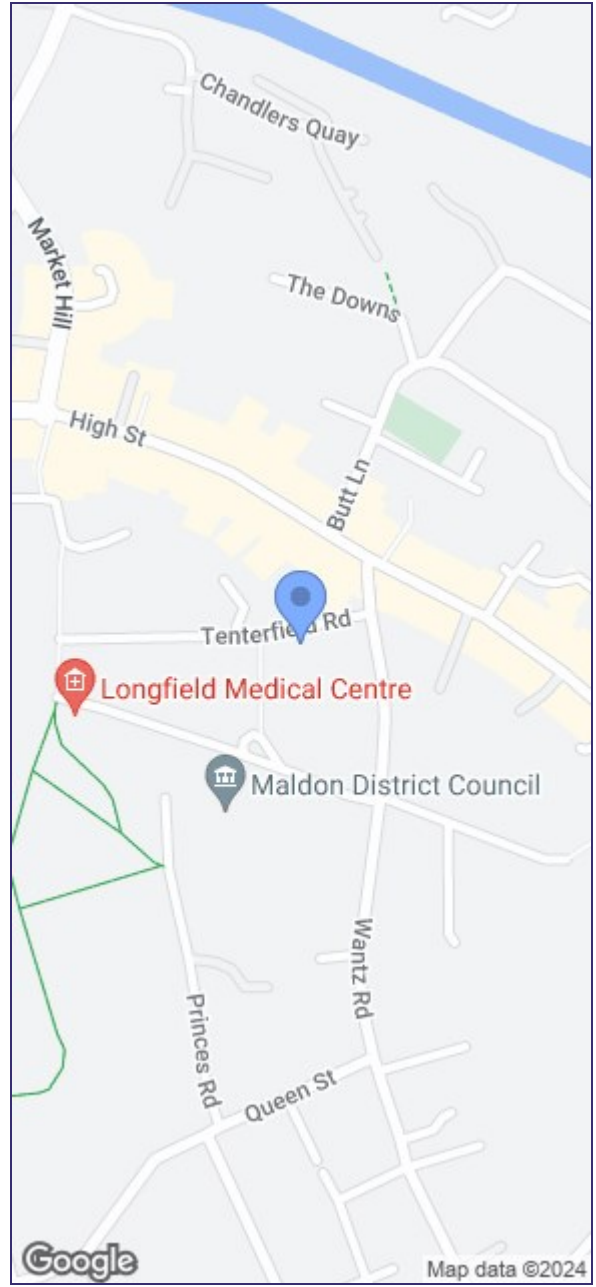 Chandlers Quay
Market Hill
The Downs
High St
Butt Ln
Tenterfield Rd
Longfield Medical Centre
Maldon District Council
Wantz Rd
Princes Rd
Queen St
Google
Map data ©2024